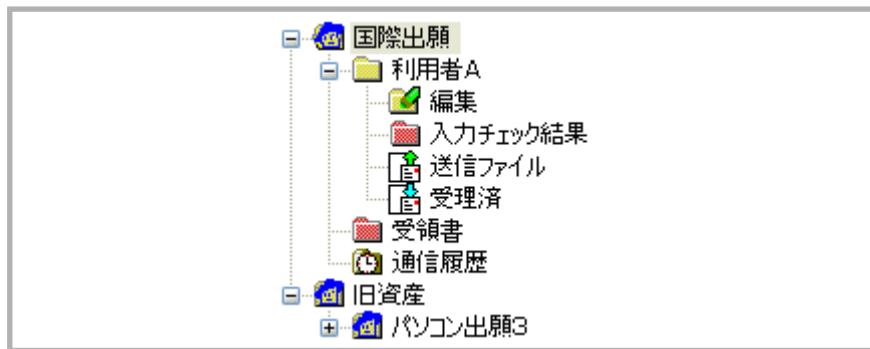 国際出願
利用者A
編集
入力チェック結果
送信ファイル
受理済
受領書
通信履歴
旧資産
パソコン出願3